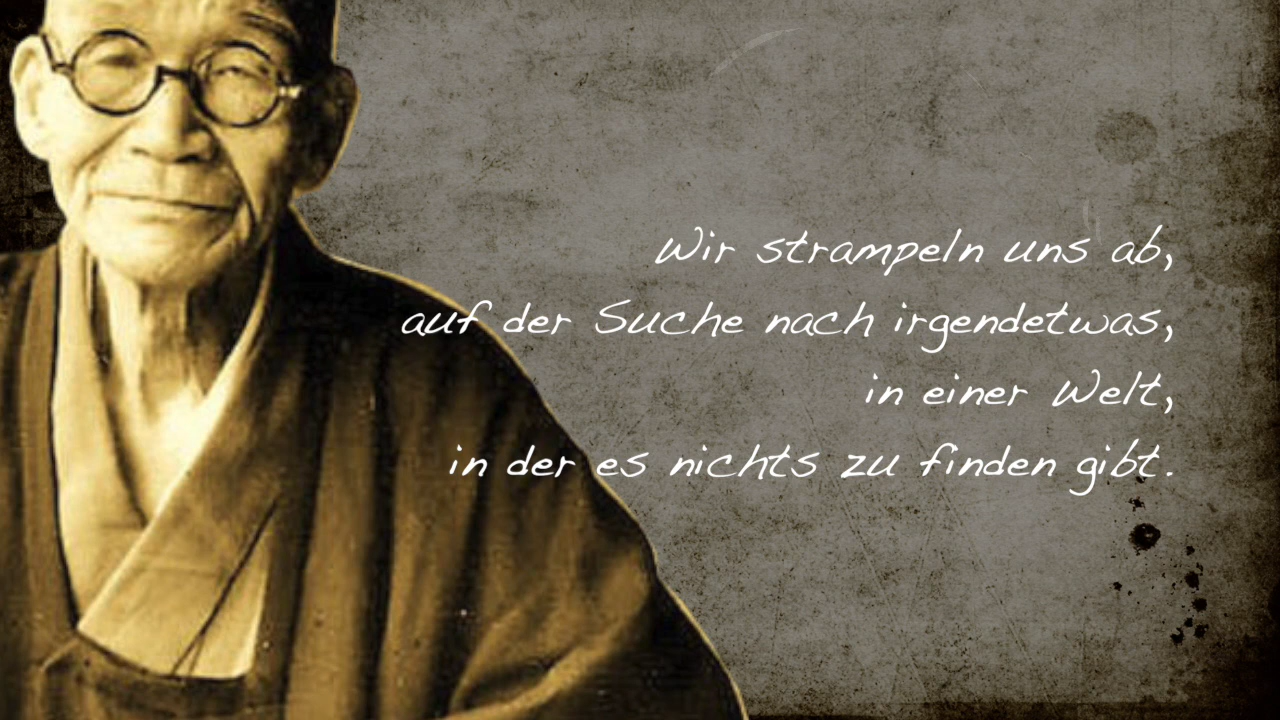 Wir strampeln uns ab,
auf der Suche nach irgendetwas,
in einer Welt,
in der es nichts zu finden gibt.